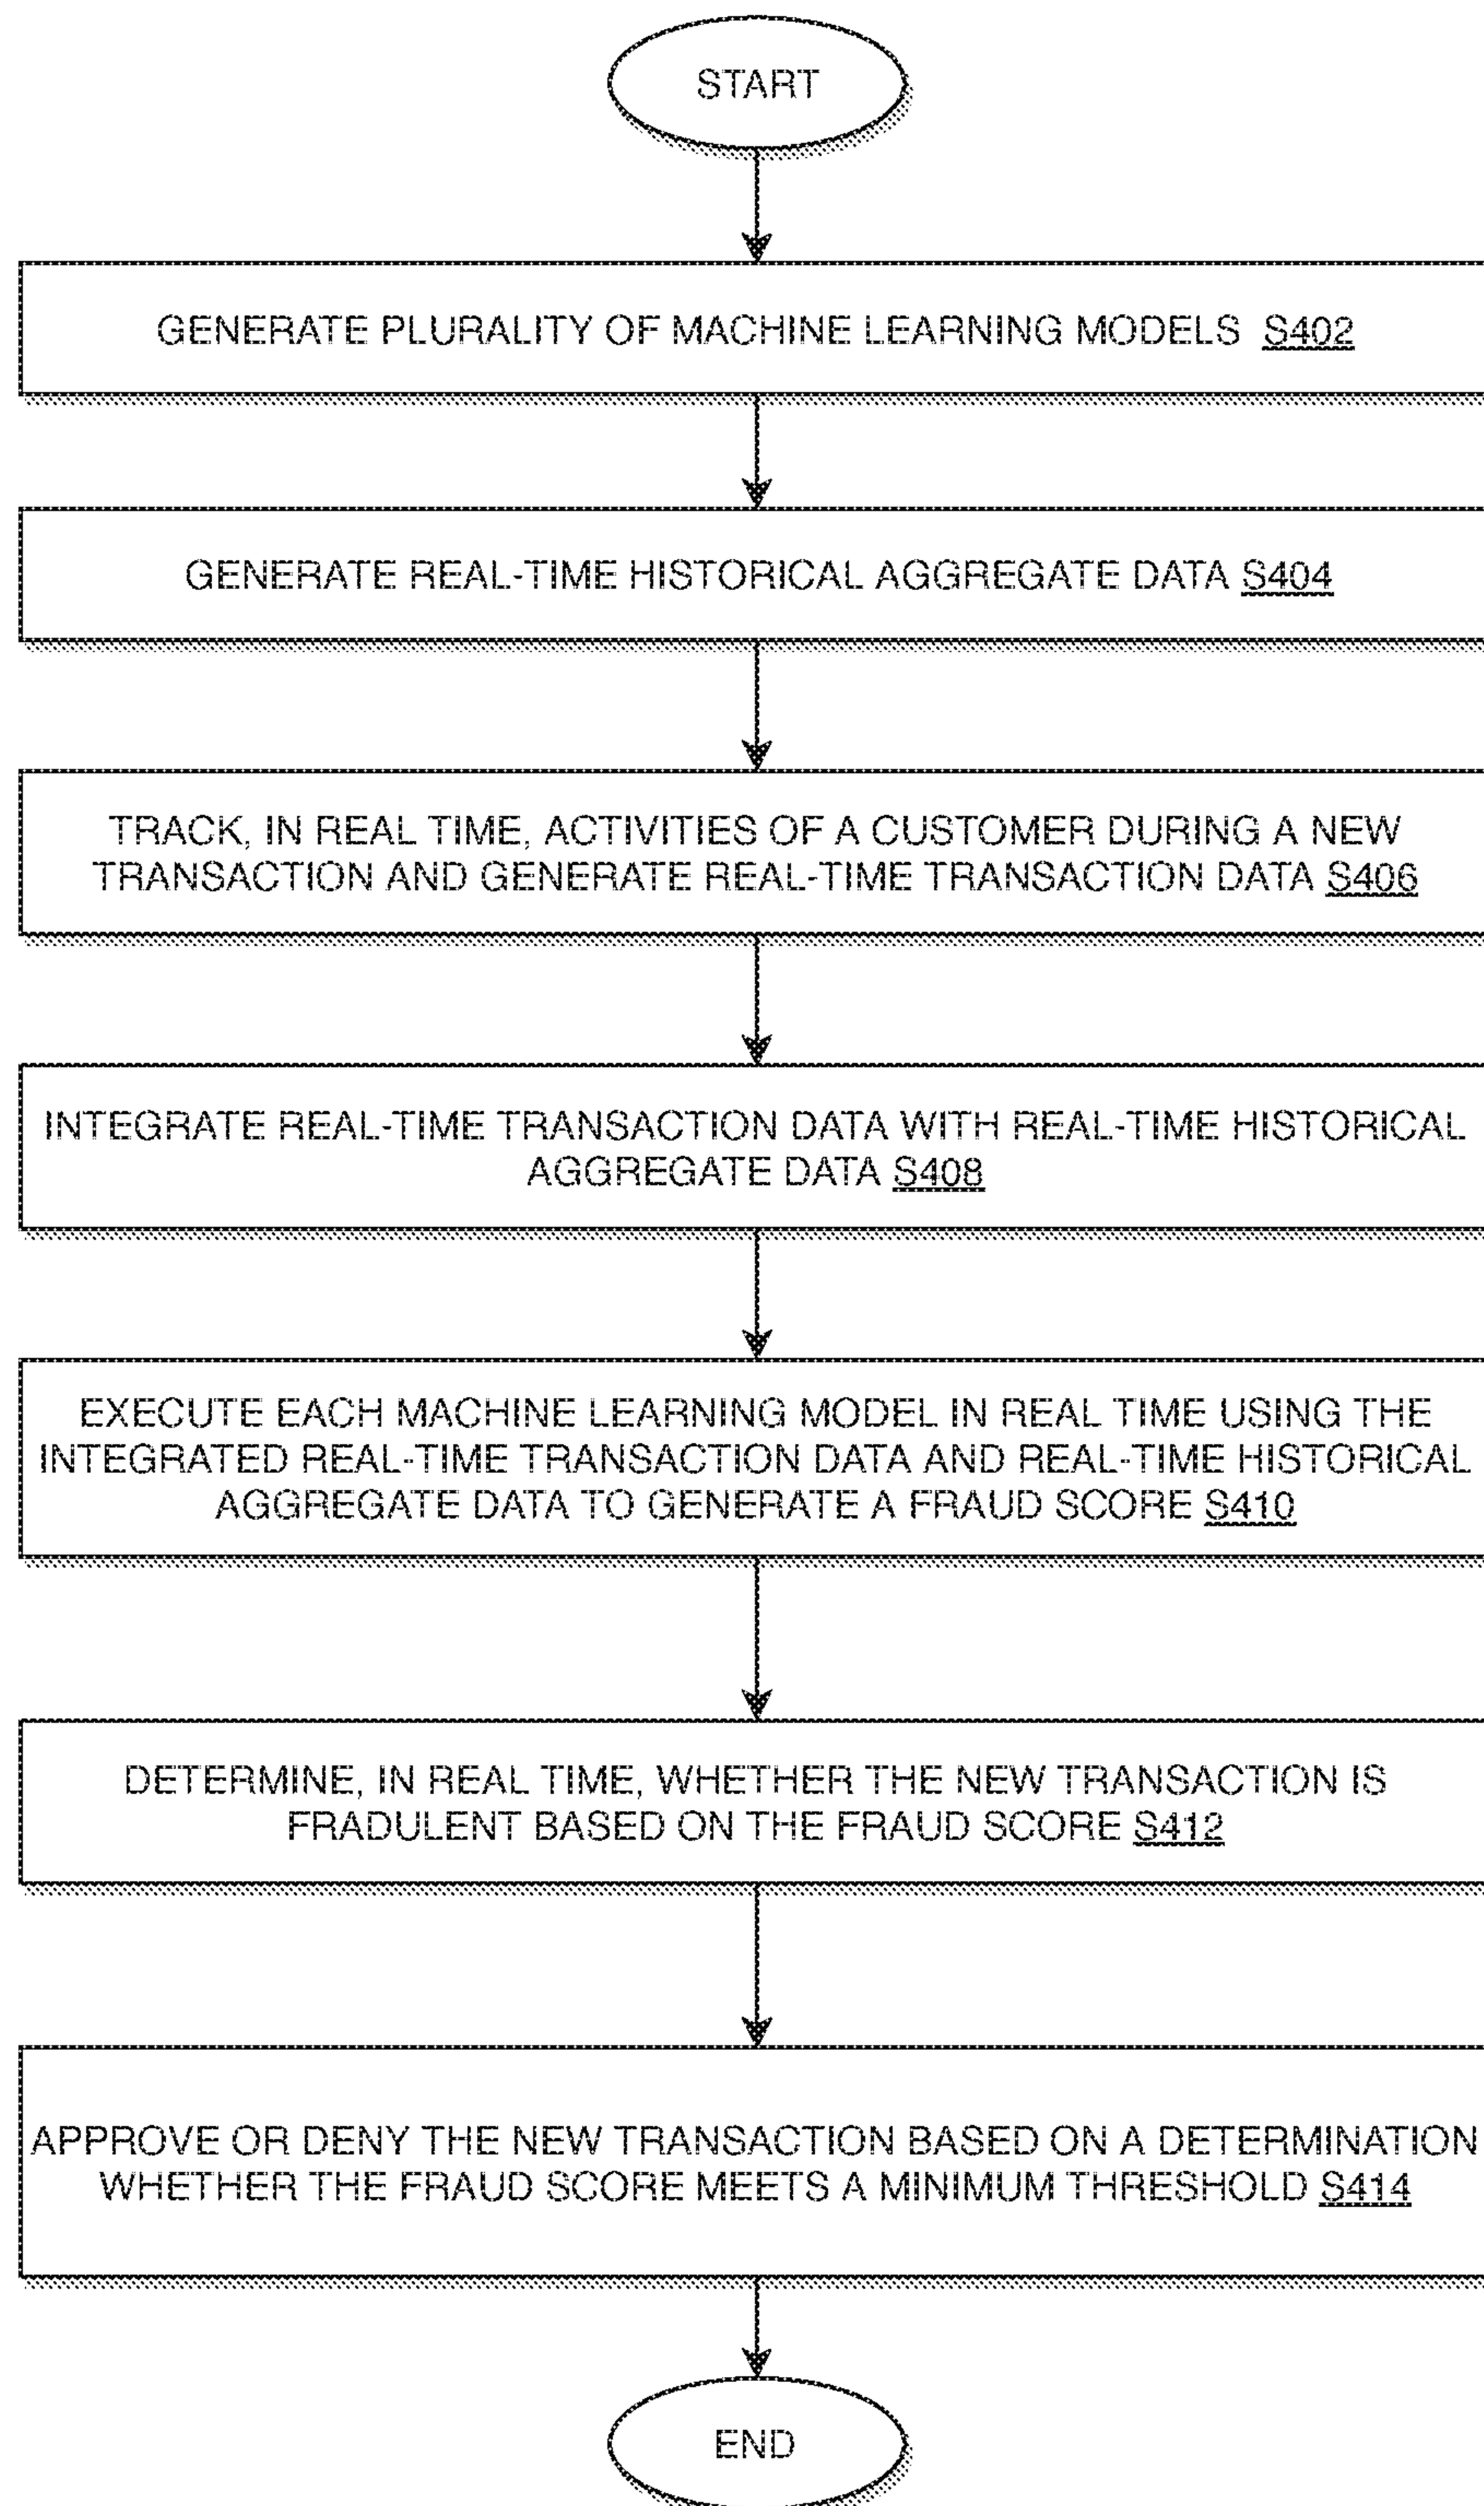 START
GENERATE PLURALITY OF MACHINE LEARNING MODELS S402
GENERATE REAL-TIME HISTORICAL AGGREGATE DATA S404
TRACK, IN REAL TIME, ACTIVITIES OF A CUSTOMER DURING A NEW
TRANSACTION AND GENERATE REAL-TIME TRANSACTION DATA S406
INTEGRATE REAL-TIME TRANSACTION DATA WITH REAL-TIME HISTORICAL
AGGREGATE DATA S408
EXECUTE EACH MACHINE LEARNING MODEL IN REAL TIME USING THE
INTEGRATED REAL-TIME TRANSACTION DATA AND REAL-TIME HISTORICAL
AGGREGATE DATA TO GENERATE A FRAUD SCORE S410
DETERMINE, IN REAL TIME, WHETHER THE NEW TRANSACTION IS
FRADULENT BASED ON THE FRAUD SCORE S412
APPROVE OR DENY THE NEW TRANSACTION BASED ON A DETERMINATION
WHETHER THE FRAUD SCORE MEETS A MINIMUM THRESHOLD S414
END